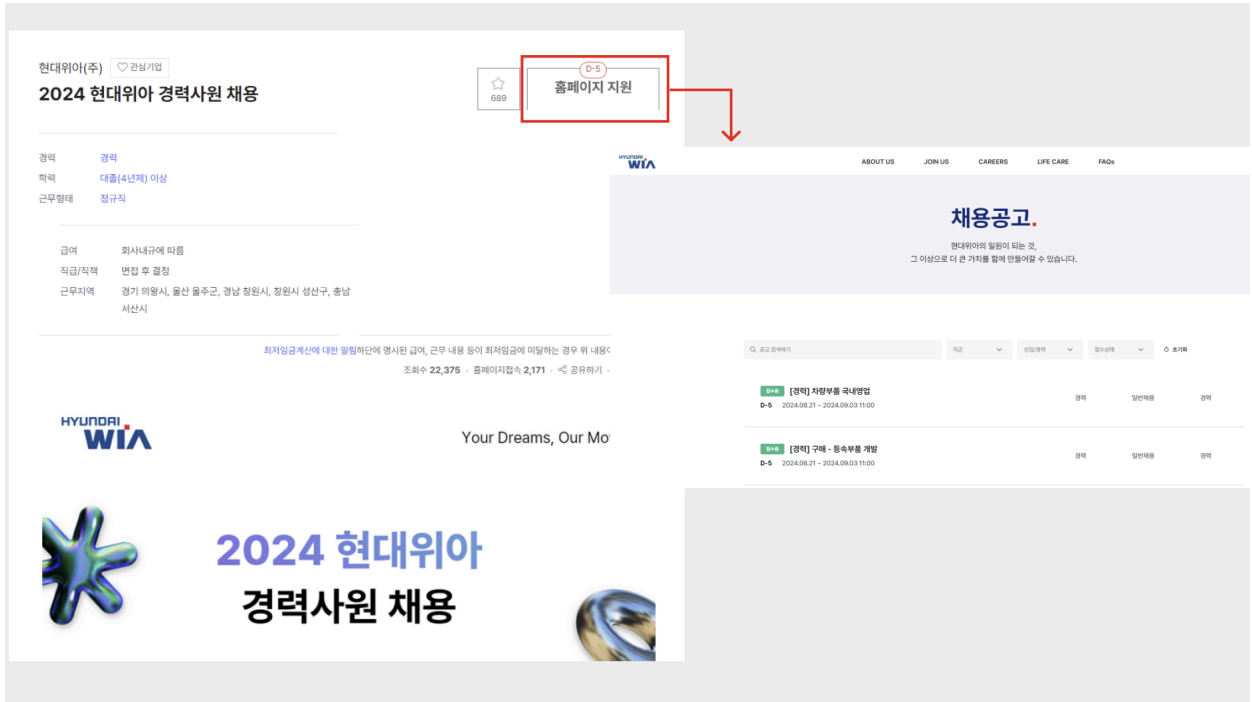 현대위아(주) ♡ 관심기업
2024 현대위아 경력사원 채용
689
D-5
홈페이지 지원
경력 경력
학력 대졸(4년제) 이상
근무형태 정규직
급여 회사내규에 따름
직급/직책 면접 후 결정
근무지역 경기 의왕시, 울산 울주군, 경남 창원시, 창원시 성산구, 충남
서산시
최저임금계산에 대한 알림하단에 명시된 급여, 근무 내용 등이 최저임금에 미달하는 경우 위 내용
조회수 22,375 · 홈페이지접속 2,171 · 공유하기 ·
HYUNDAI
WIA
Your Dreams, Our Mo
2024 현대위아
경력사원 채용
HYUNDAI
WIA
ABOUT US JOIN US CAREERS LIFE CARE FAQs
채용공고.
현대위아의 일원이 되는 것,
그 이상으로 더 큰 가치를 함께 만들어갈 수 있습니다.
공고 검색하기 직군 신입/경력 접수상태 초기화
접수중 [경력] 차량부품 국내영업
D-5 2024.08.21 ~ 2024.09.03 11:00
경력 일반채용 경력
접수중 [경력] 구매 - 등속부품 개발
D-5 2024.08.21 ~ 2024.09.03 11:00
경력 일반채용 경력